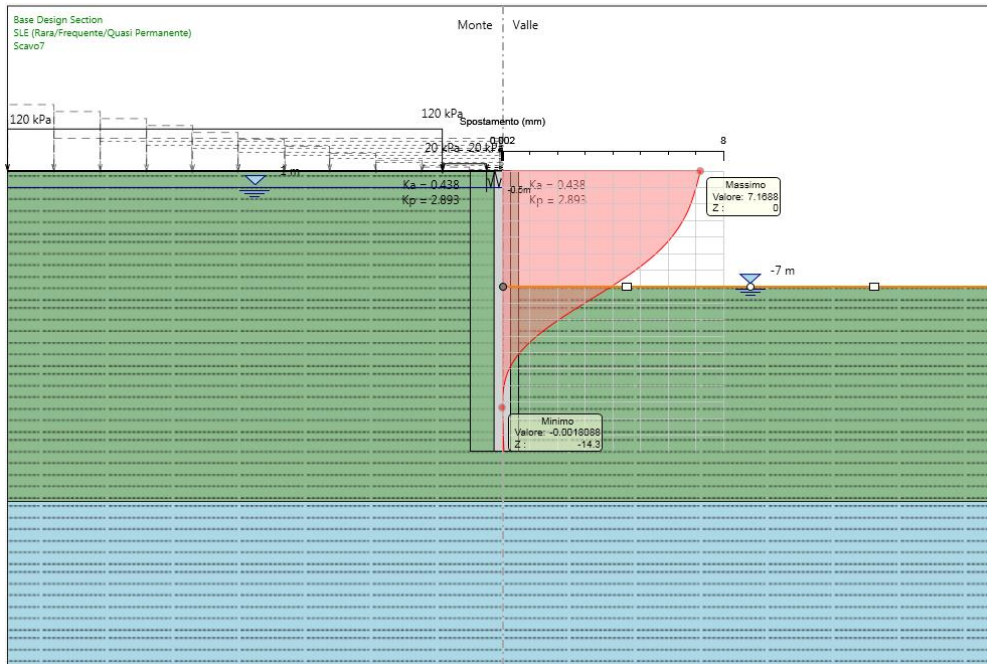 Base Design Section
SLE (Rara/Frequente/Quasi Permanente)
Scavo7
Monte
Valle
120 kPa
120 kPa
Spostamento (mm)
0.002
8
20 kPa
20 kPa
-1 m
-0.5m
Ka = 0.438
Kp = 2.893
Ka = 0.438
Kp = 2.893
Massimo
Valore: 7.1688
Z : 0
-7 m
Minimo
Valore: -0.0018088
Z : -14.3